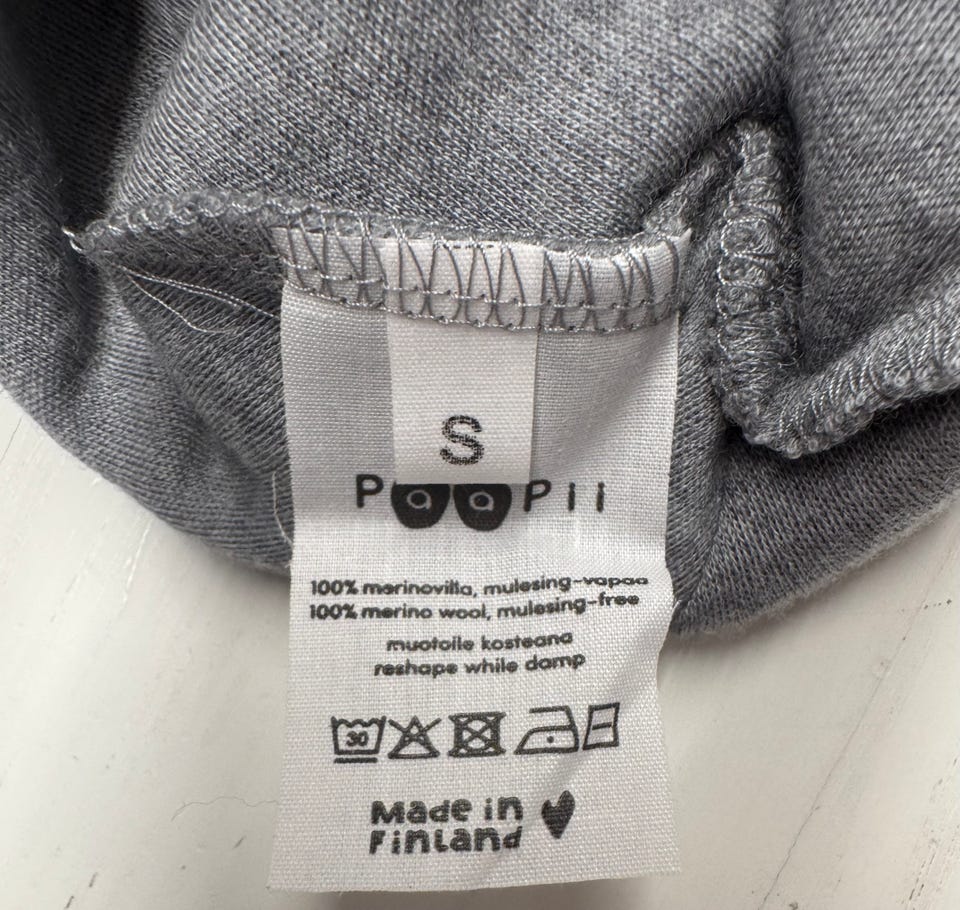 S
PaaPii
100% merinovilla, mulesing-vapaa
100% merino wool, mulesing-free
muotoile kosteana
reshape while damp
30
Made in
Finland